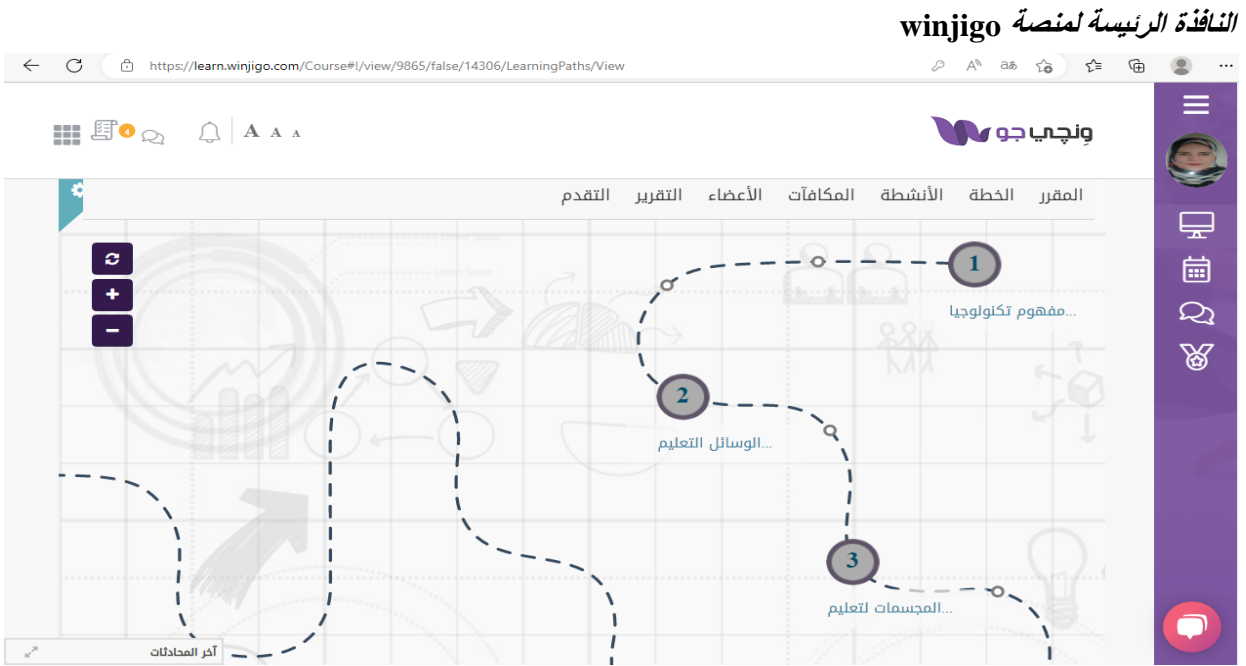 النافذة الرئيسة لمنصة winjigo
https://learn.winjigo.com/Course#!/view/9865/false/14306/LearningPaths/View
ونچي جو
4
A A A
المقرر الخطة الأنشطة المكافآت الأعضاء التقرير التقدم
1
مفهوم تكنولوجيا...
2
الوسائل التعليم...
3
المجسمات لتعليم...
آخر المحادثات